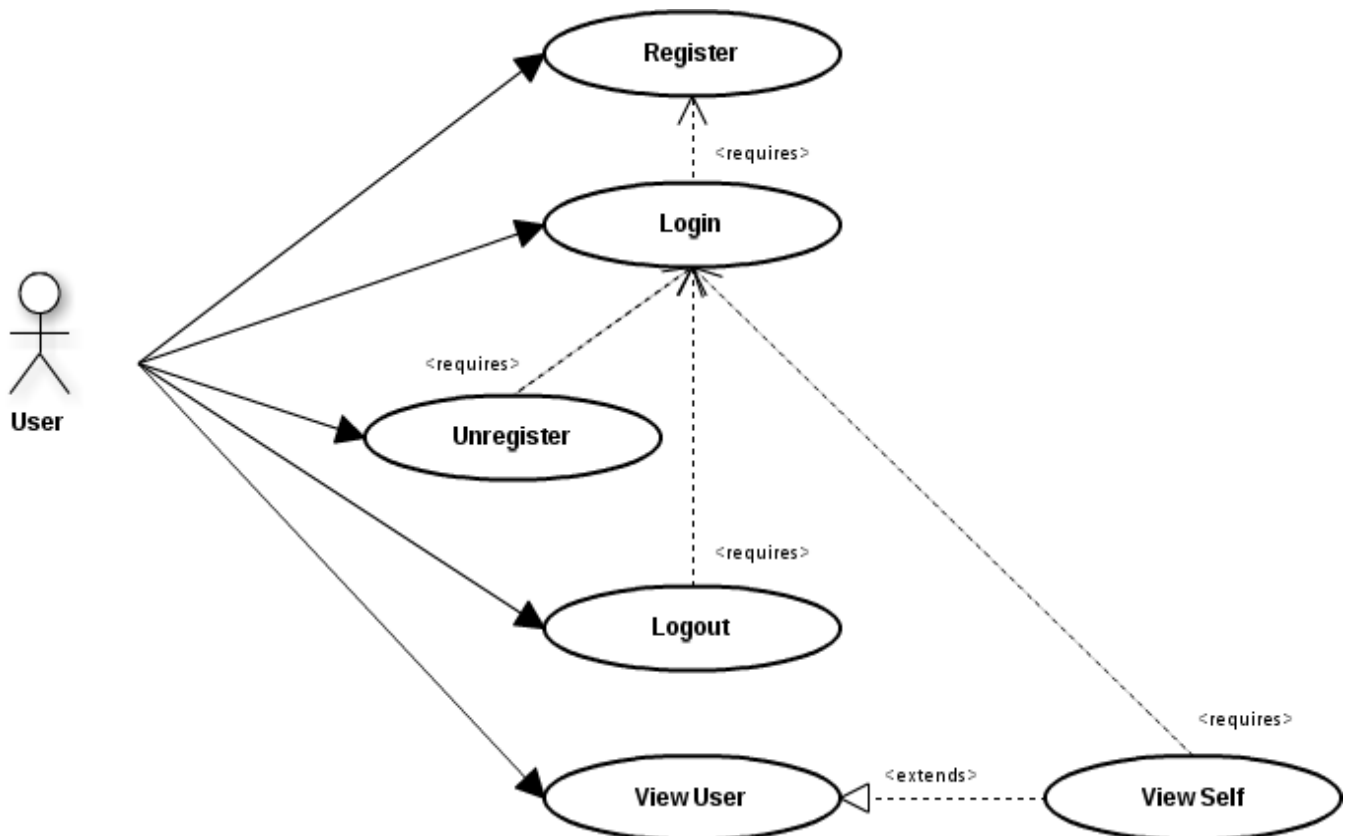 Register
<requires>
Login
<requires>
User
Unregister
<requires>
Logout
<requires>
<extends>
View User
View Self